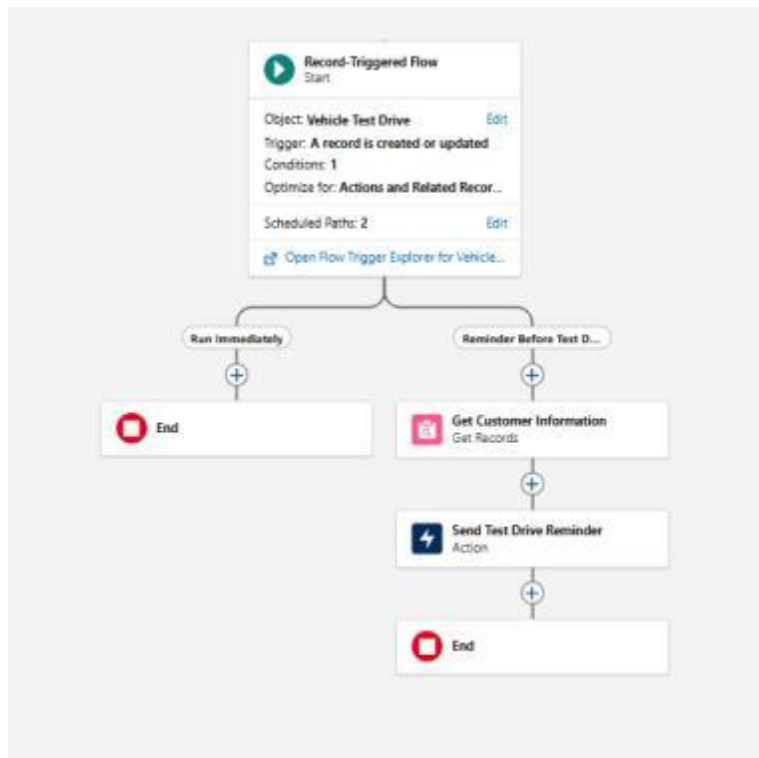 Record-Triggered Flow
Start
Object: Vehicle Test Drive Edit
Trigger: A record is created or updated
Conditions: 1
Optimize for: Actions and Related Recor...
Scheduled Paths: 2 Edit
Open Flow Trigger Explorer for Vehicle...
Run Immediately
Reminder Before Test D...
End
Get Customer Information
Get Records
Send Test Drive Reminder
Action
End